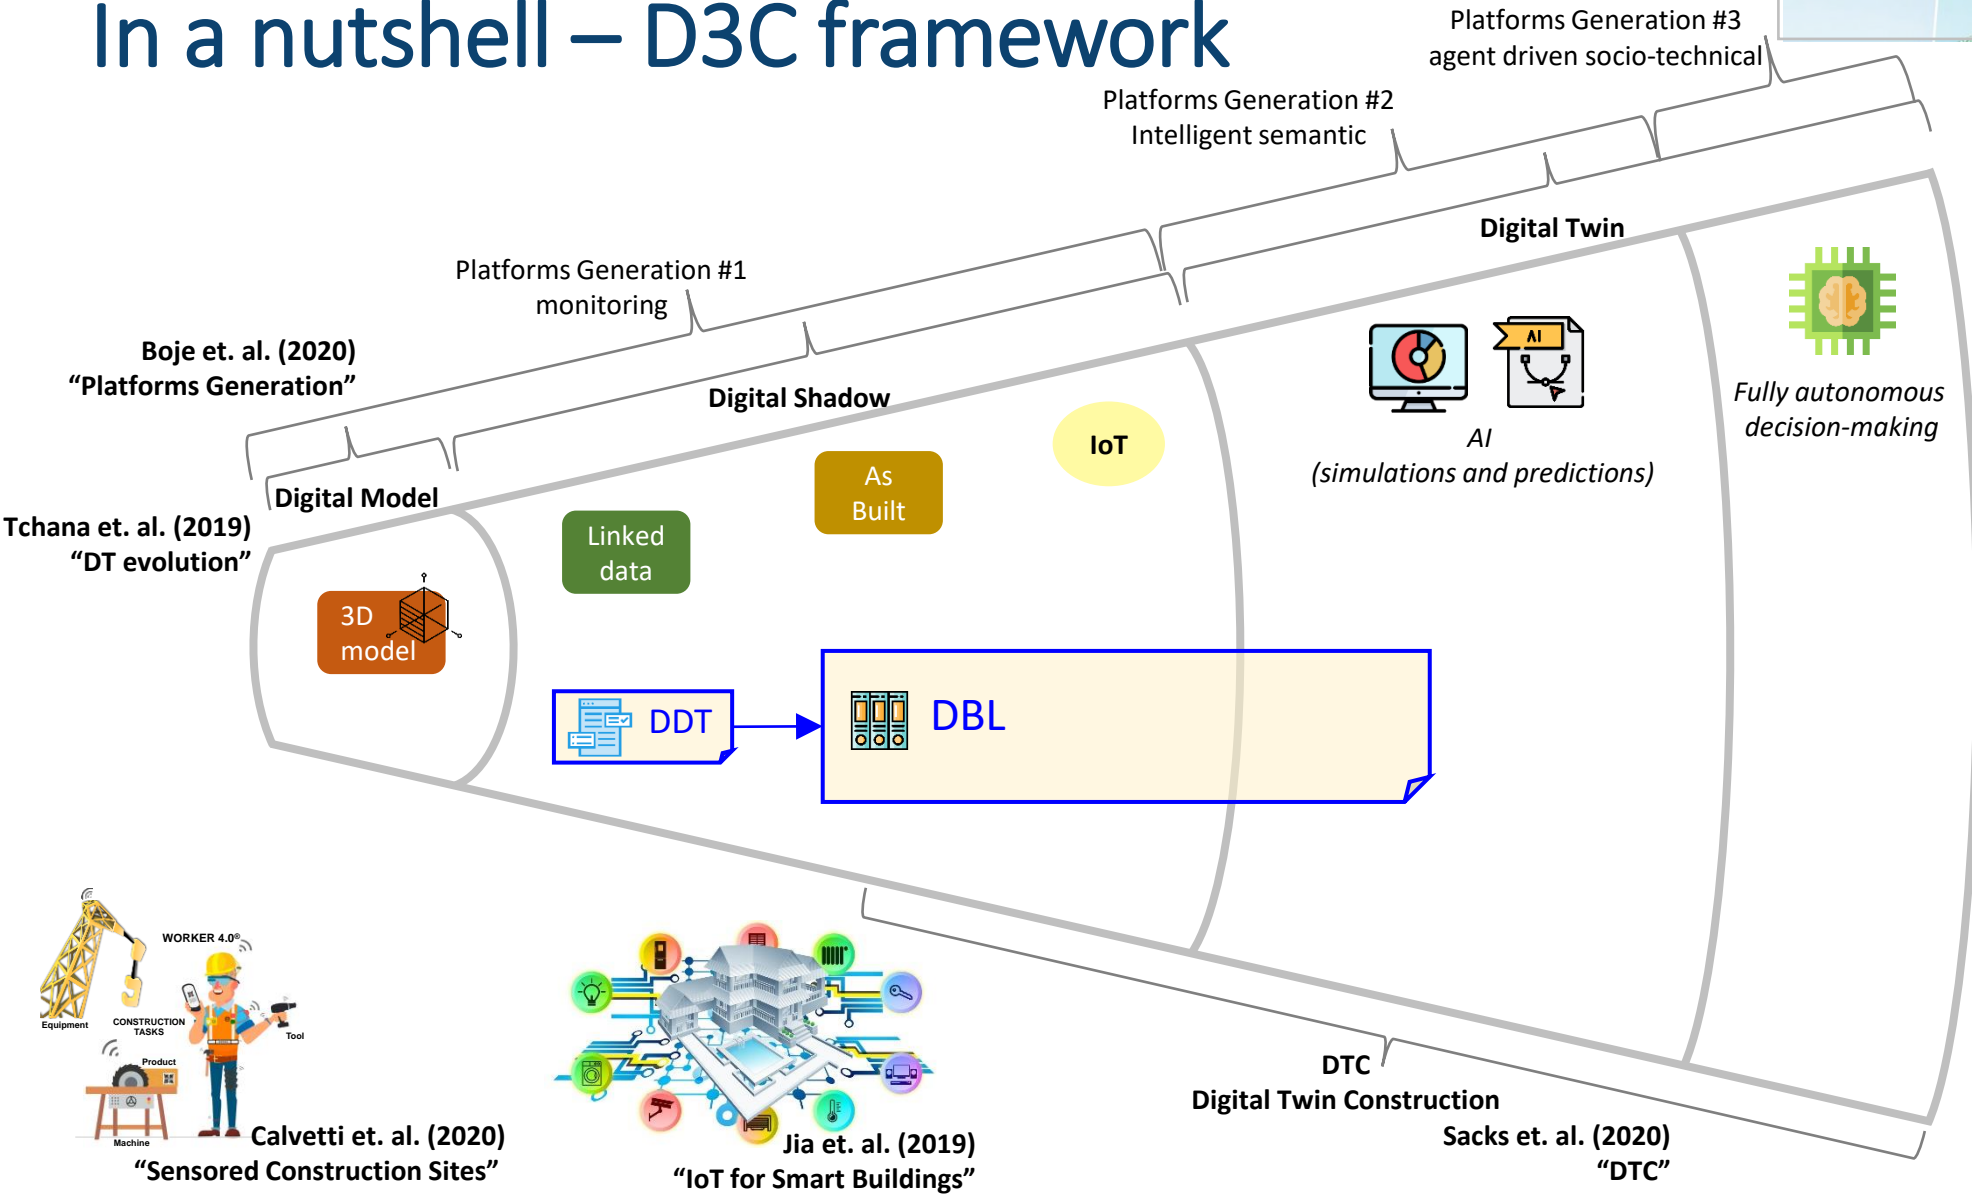 In a nutshell – D3C framework
Platforms Generation #3
agent driven socio-technical
Platforms Generation #2
Intelligent semantic
Digital Twin
Platforms Generation #1
monitoring
Boje et. al. (2020)
“Platforms Generation”
Digital Shadow
Digital Model
Tchana et. al. (2019)
“DT evolution”
3D
model
Linked
data
As
Built
IoT
AI
AI
(simulations and predictions)
Fully autonomous
decision-making
DDT
DBL
WORKER 4.0®
Equipment
CONSTRUCTION
TASKS
Tool
Product
Machine
Calvetti et. al. (2020)
“Sensored Construction Sites”
Jia et. al. (2019)
“IoT for Smart Buildings”
DTC
Digital Twin Construction
Sacks et. al. (2020)
“DTC”